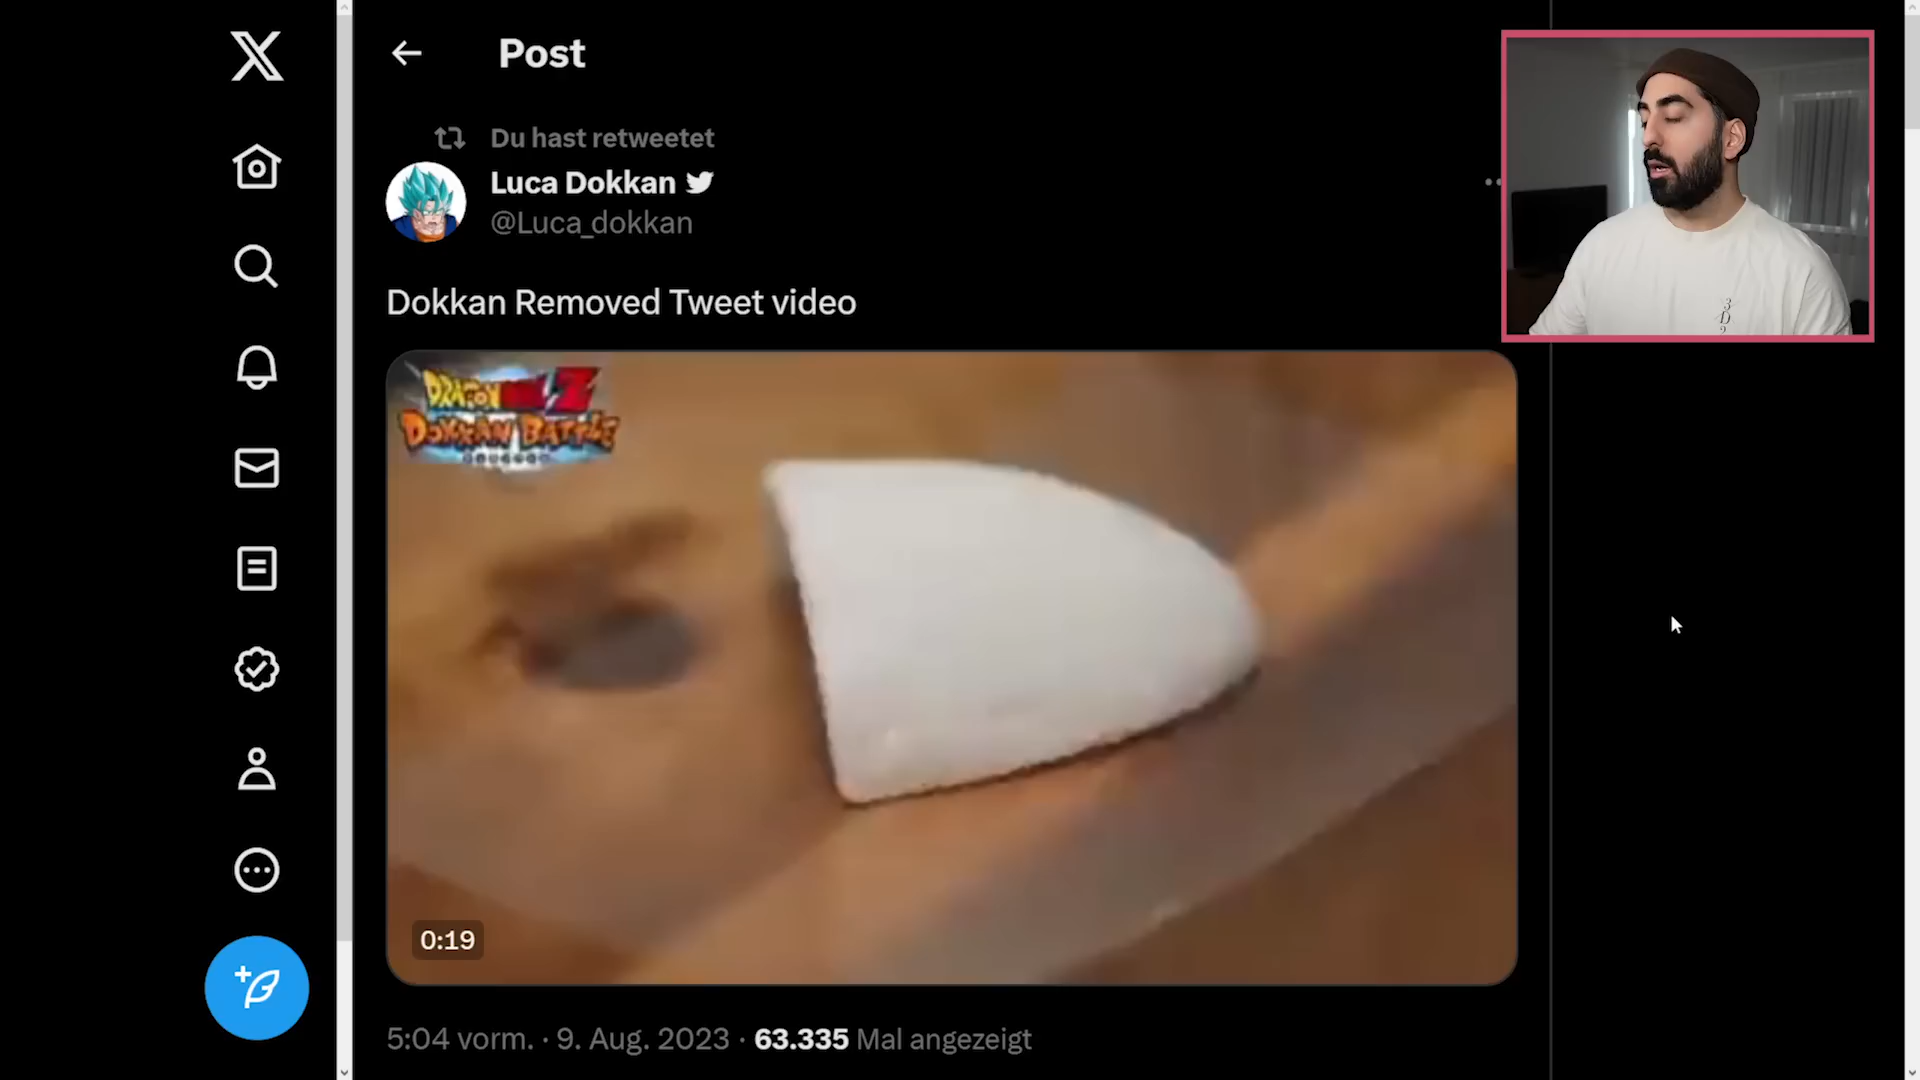 Post
Du hast retweetet
Luca Dokkan
@Luca_dokkan
Dokkan Removed Tweet video
DRAGON BALL Z
DOKKAN BATTLE
0:19
5:04 vorm. · 9. Aug. 2023 · 63.335 Mal angezeigt